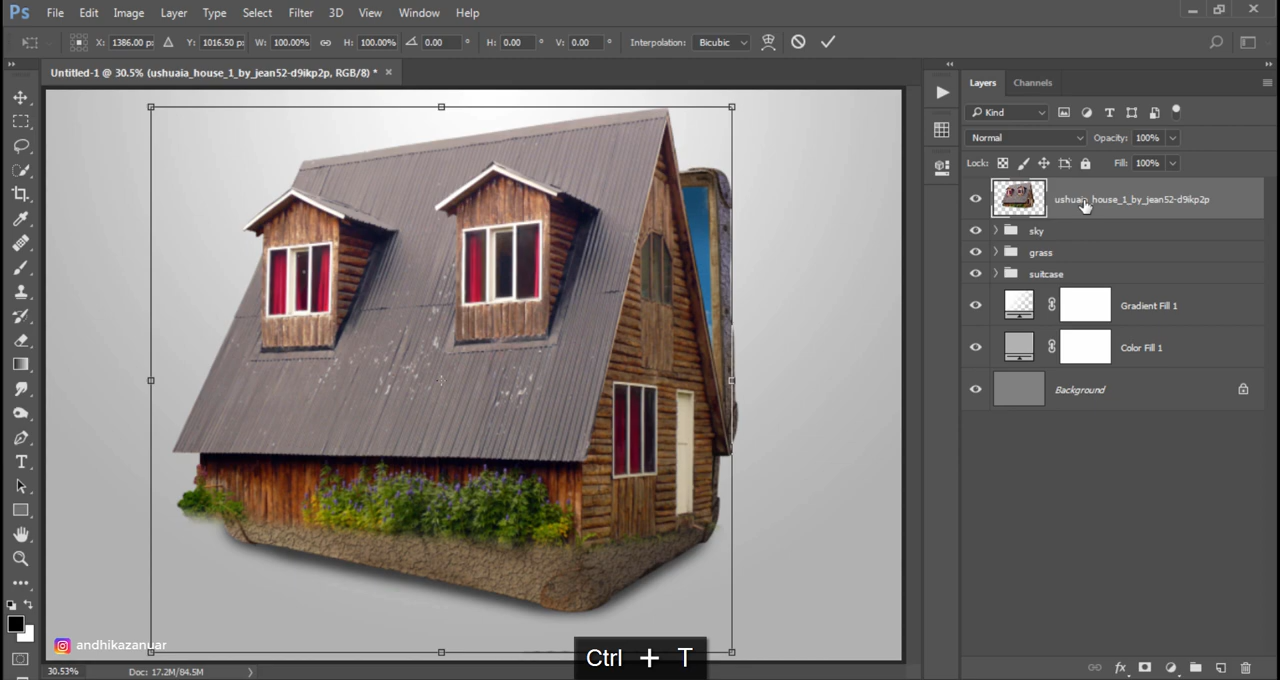 Ps File Edit Image Layer Type Select Filter 3D View Window Help
X: 1386.00 p: Y: 1016.50 p: W: 100.00% H: 100.00% 0.00 ° H: 0.00 ° V: 0.00 ° Interpolation: Bicubic
Untitled-1 @ 30.5% (ushuaia_house_1_by_jean52-d9ikp2p, RGB/8) * ×
Layers Channels
Kind
Normal Opacity: 100%
Lock: Fill: 100%
ushuaia_house_1_by_jean52-d9ikp2p
sky
grass
suitcase
Gradient Fill 1
Color Fill 1
Background
andhikazanuar
Ctrl + T
30.53% Doc: 17.2M/84.5M
fx